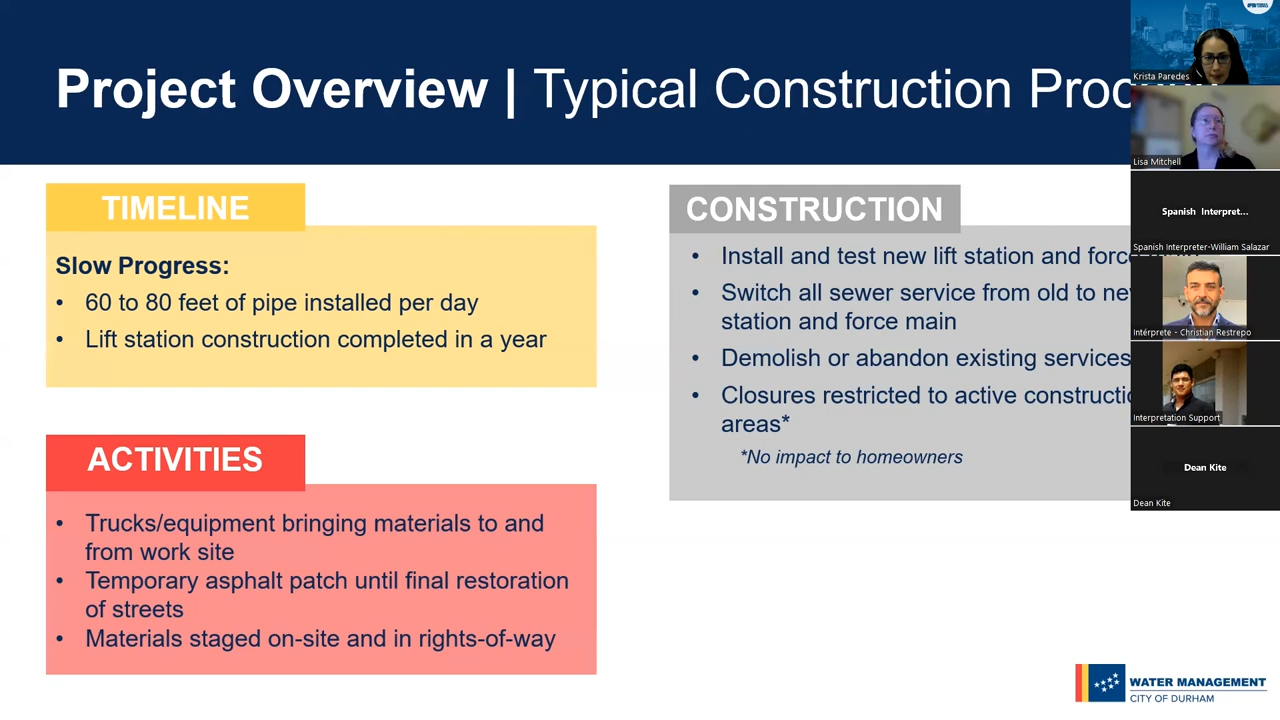 Project Overview | Typical Construction
TIMELINE
Slow Progress:
• 60 to 80 feet of pipe installed per day
• Lift station construction completed in a year
ACTIVITIES
• Trucks/equipment bringing materials to and
from work site
• Temporary asphalt patch until final restoration
of streets
• Materials staged on-site and in rights-of-way
CONSTRUCTION
• Install and test new lift station and
• Switch all sewer service from old to
station and force main
• Demolish or abandon existing services
• Closures restricted to active
areas*
*No impact to homeowners
Krista Paredes
Lisa Mitchell
Spanish Interpret...
Spanish Interpreter-William Salazar
Intérprete - Christian Restrepo
Interpretation Support
Dean Kite
Dean Kite
WATER MANAGEMENT
CITY OF DURHAM